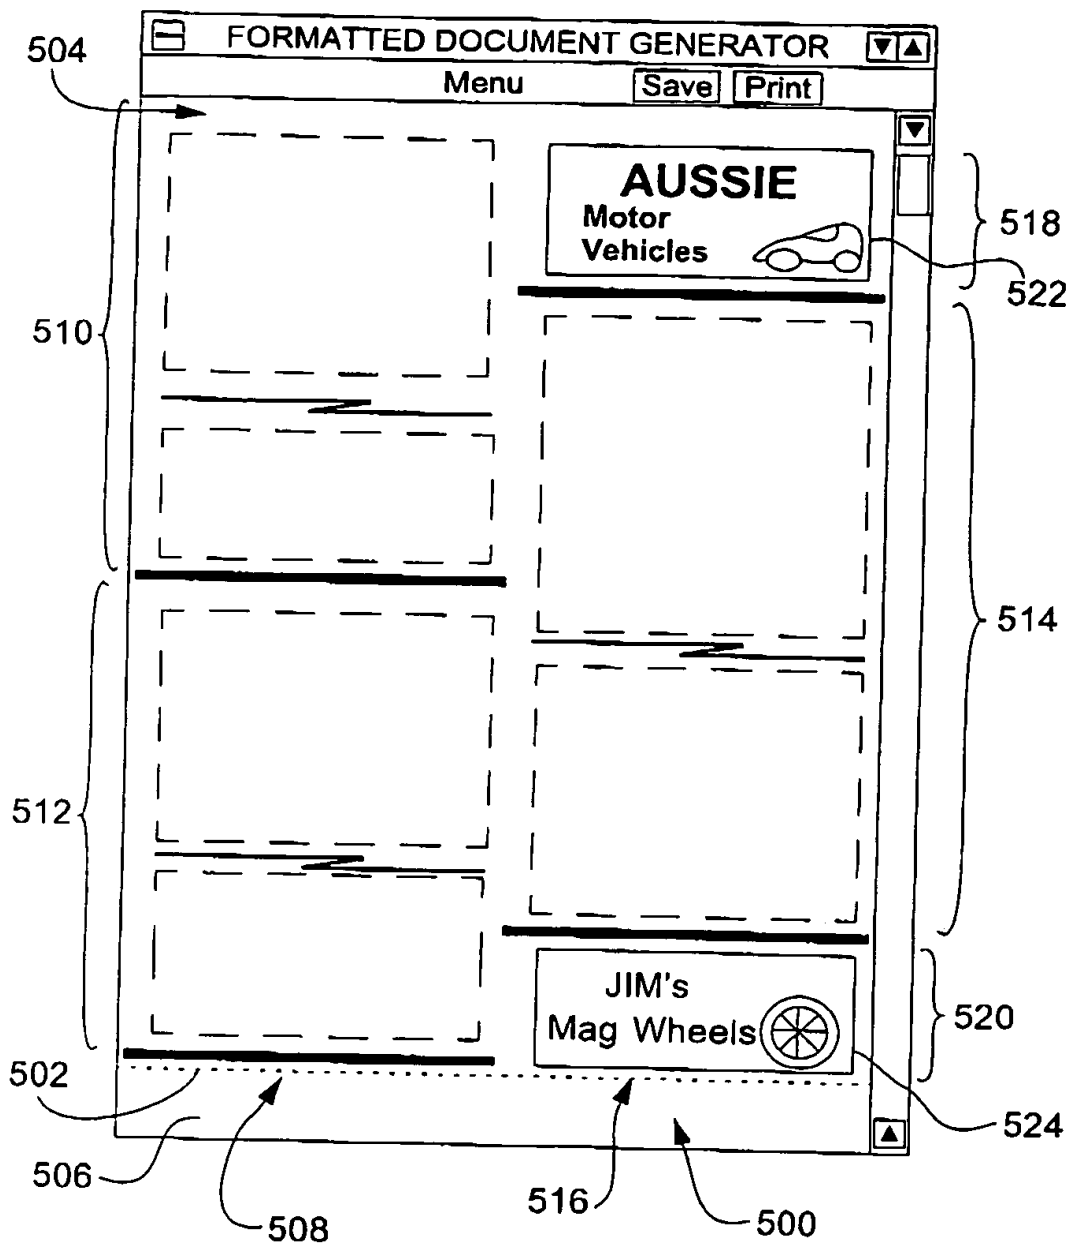 FORMATTED DOCUMENT GENERATOR
Menu Save Print
504
AUSSIE
Motor
Vehicles
518
522
510
514
512
JIM's
Mag Wheels
520
502
524
506
508
516
500